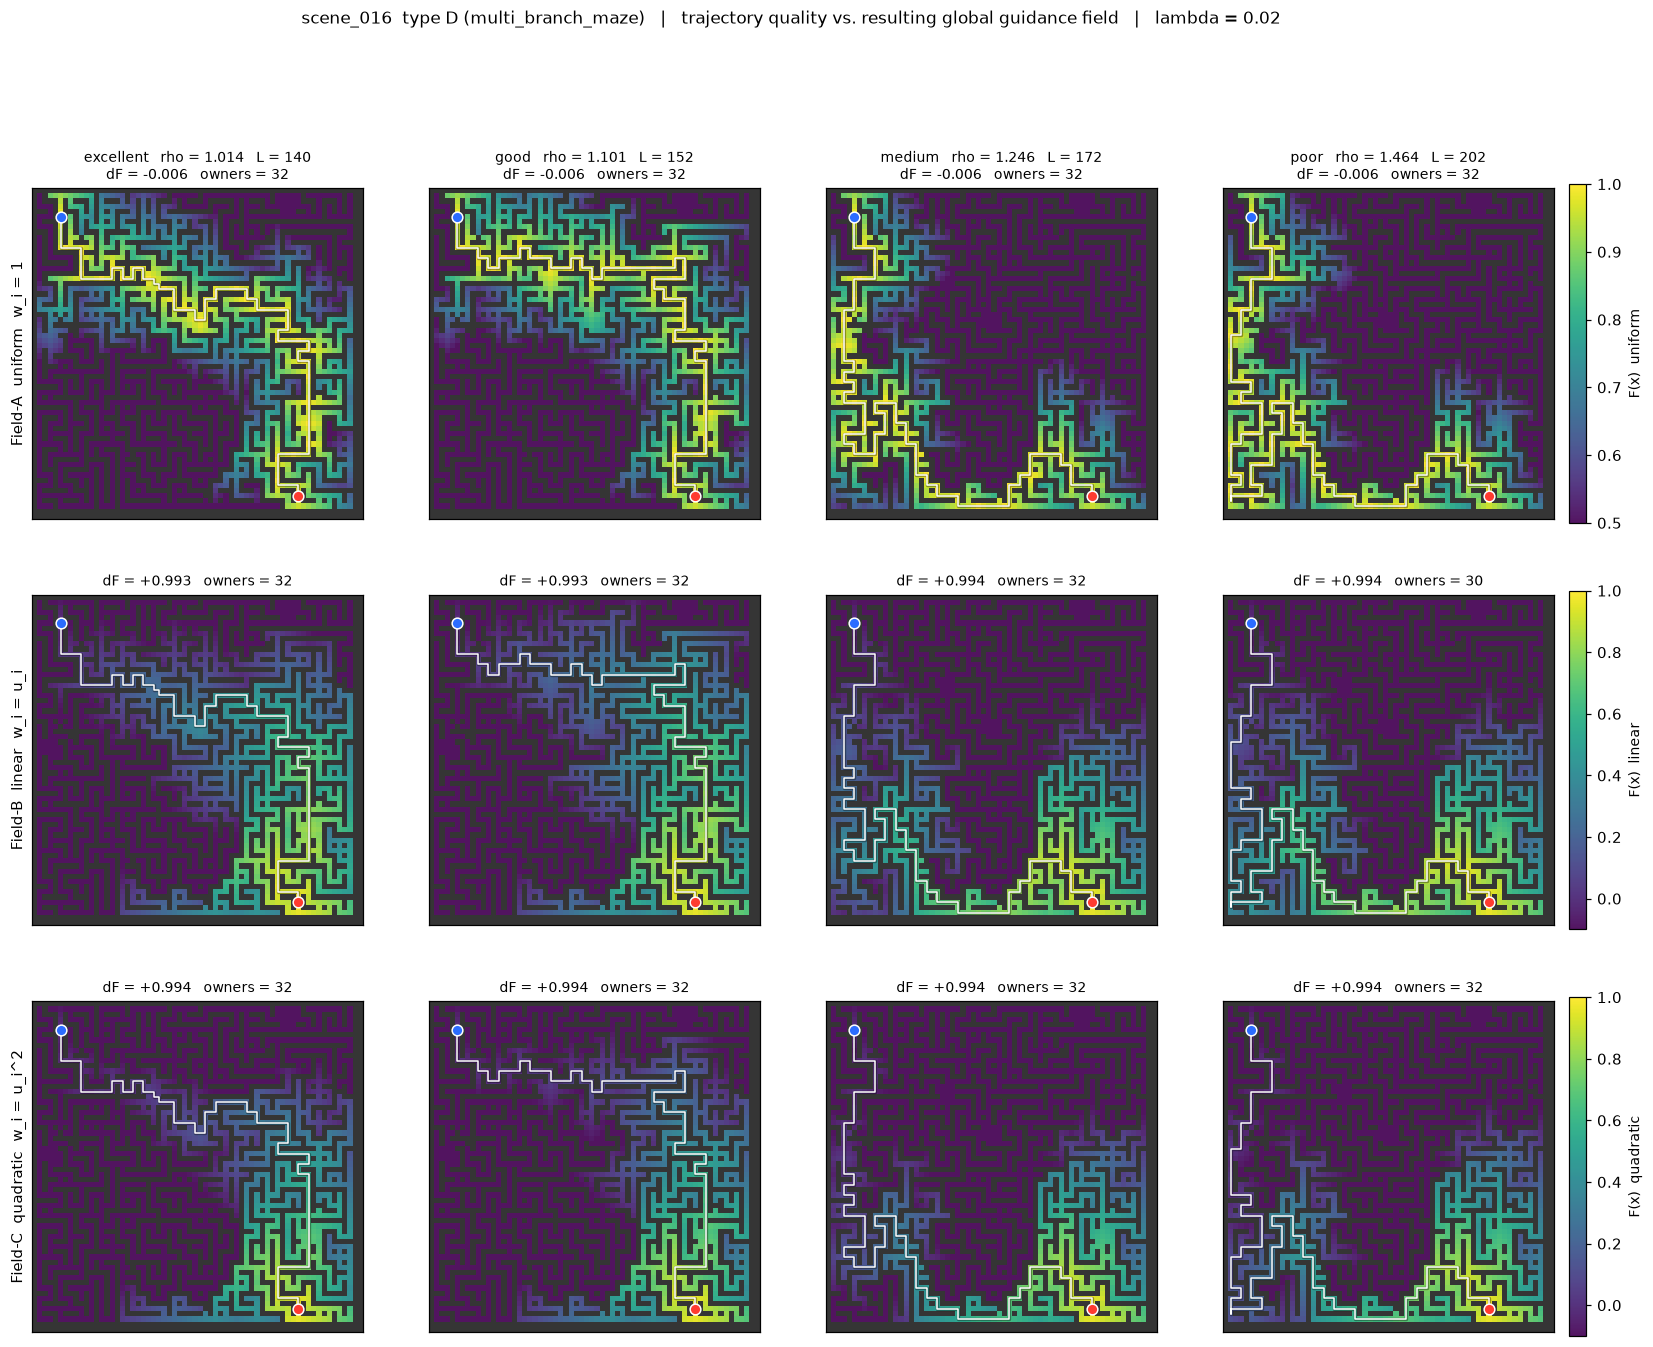 scene_016  type D (multi_branch_maze)   |   trajectory quality vs. resulting global guidance field   |   lambda = 0.02
excellent   rho = 1.014   L = 140
dF = -0.006   owners = 32
good   rho = 1.101   L = 152
dF = -0.006   owners = 32
medium   rho = 1.246   L = 172
dF = -0.006   owners = 32
poor   rho = 1.464   L = 202
dF = -0.006   owners = 32
Field-A  uniform  w_i = 1
1.0
0.9
0.8
0.7
0.6
0.5
F(x)  uniform
dF = +0.993   owners = 32
dF = +0.993   owners = 32
dF = +0.994   owners = 32
dF = +0.994   owners = 30
Field-B  linear  w_i = u_i
1.0
0.8
0.6
0.4
0.2
0.0
F(x)  linear
dF = +0.994   owners = 32
dF = +0.994   owners = 32
dF = +0.994   owners = 32
dF = +0.994   owners = 32
Field-C  quadratic  w_i = u_i^2
1.0
0.8
0.6
0.4
0.2
0.0
F(x)  quadratic